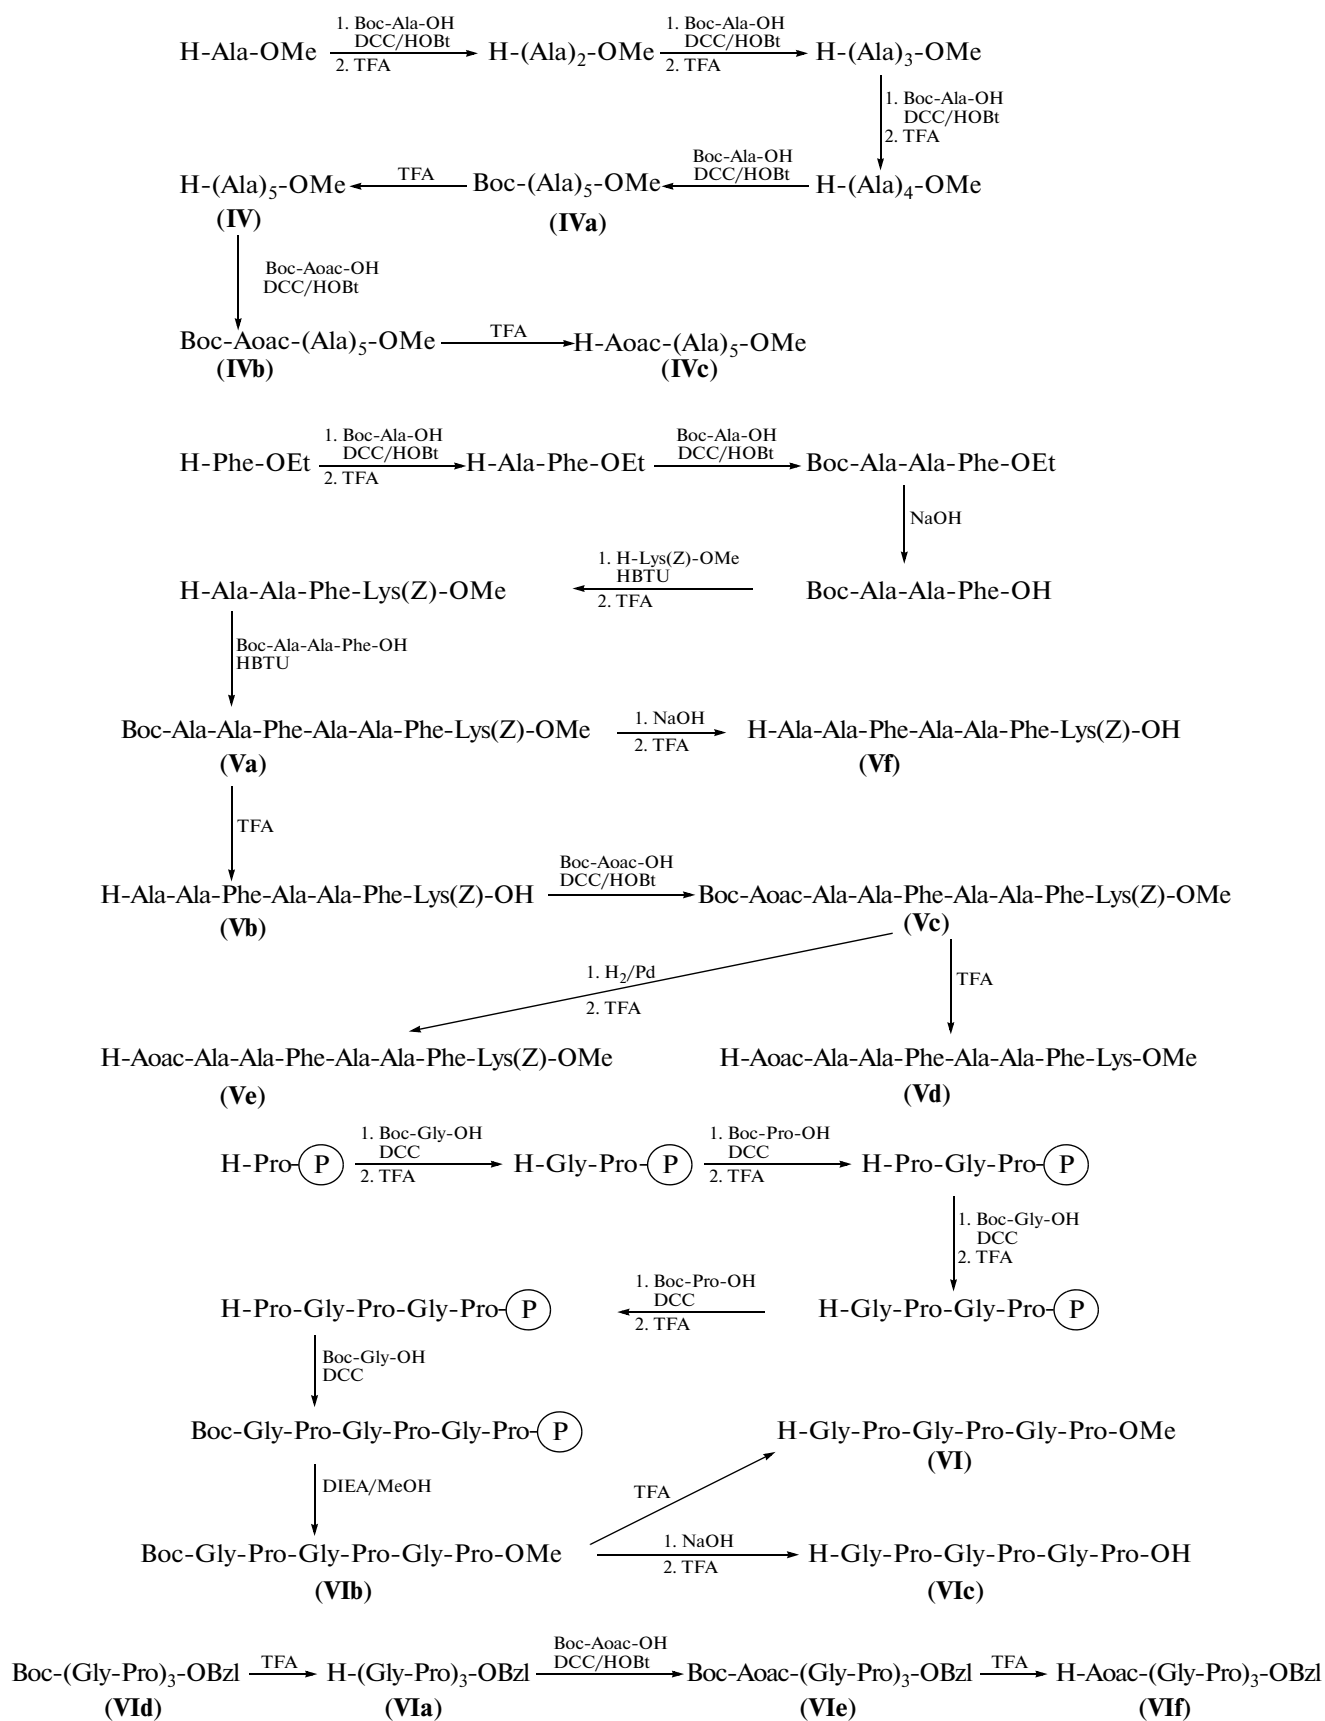 1. Boc-Ala-OH
DCC/HOBt
2. TFA
1. Boc-Ala-OH
DCC/HOBt
2. TFA
H-Ala-OMe
H-(Ala)2-OMe
H-(Ala)3-OMe
1. Boc-Ala-OH
DCC/HOBt
2. TFA
H-(Ala)5-OMe
(IV)
TFA
Boc-(Ala)5-OMe
(IVa)
Boc-Ala-OH
DCC/HOBt
H-(Ala)4-OMe
Boc-Aoac-OH
DCC/HOBt
Boc-Aoac-(Ala)5-OMe
(IVb)
TFA
H-Aoac-(Ala)5-OMe
(IVc)
H-Phe-OEt
1. Boc-Ala-OH
DCC/HOBt
2. TFA
H-Ala-Phe-OEt
Boc-Ala-OH
DCC/HOBt
Boc-Ala-Ala-Phe-OEt
NaOH
H-Ala-Ala-Phe-Lys(Z)-OMe
1. H-Lys(Z)-OMe
HBTU
2. TFA
Boc-Ala-Ala-Phe-OH
Boc-Ala-Ala-Phe-OH
HBTU
Boc-Ala-Ala-Phe-Ala-Ala-Phe-Lys(Z)-OMe
(Va)
1. NaOH
2. TFA
H-Ala-Ala-Phe-Ala-Ala-Phe-Lys(Z)-OH
(Vf)
TFA
H-Ala-Ala-Phe-Ala-Ala-Phe-Lys(Z)-OH
(Vb)
Boc-Aoac-OH
DCC/HOBt
Boc-Aoac-Ala-Ala-Phe-Ala-Ala-Phe-Lys(Z)-OMe
(Vc)
1. H2/Pd
2. TFA
TFA
H-Aoac-Ala-Ala-Phe-Ala-Ala-Phe-Lys(Z)-OMe
(Ve)
H-Aoac-Ala-Ala-Phe-Ala-Ala-Phe-Lys-OMe
(Vd)
H-Pro-P
1. Boc-Gly-OH
DCC
2. TFA
H-Gly-Pro-P
1. Boc-Pro-OH
DCC
2. TFA
H-Pro-Gly-Pro-P
1. Boc-Gly-OH
DCC
2. TFA
H-Pro-Gly-Pro-Gly-Pro-P
1. Boc-Pro-OH
DCC
2. TFA
H-Gly-Pro-Gly-Pro-P
Boc-Gly-OH
DCC
Boc-Gly-Pro-Gly-Pro-Gly-Pro-P
H-Gly-Pro-Gly-Pro-Gly-Pro-OMe
(VI)
DIEA/MeOH
TFA
Boc-Gly-Pro-Gly-Pro-Gly-Pro-OMe
(VIb)
1. NaOH
2. TFA
H-Gly-Pro-Gly-Pro-Gly-Pro-OH
(VIc)
Boc-(Gly-Pro)3-OBzl
(VId)
TFA
H-(Gly-Pro)3-OBzl
(VIa)
Boc-Aoac-OH
DCC/HOBt
Boc-Aoac-(Gly-Pro)3-OBzl
(VIe)
TFA
H-Aoac-(Gly-Pro)3-OBzl
(VIf)